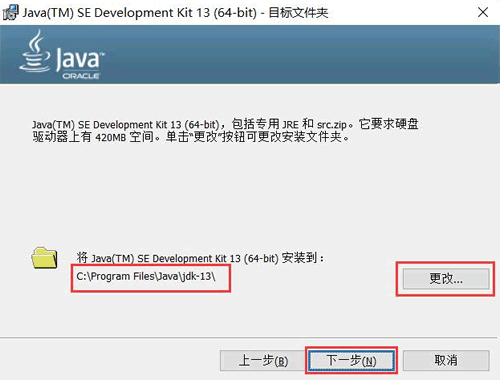 Java(TM) SE Development Kit 13 (64-bit) - 目标文件夹
Java
ORACLE
Java(TM) SE Development Kit 13 (64-bit)，包括专用 JRE 和 src.zip。它要求硬盘
驱动器上有 420MB 空间。单击“更改”按钮可更改安装文件夹。
将 Java(TM) SE Development Kit 13 (64-bit) 安装到：
C:\Program Files\Java\jdk-13\
更改...
上一步(B)
下一步(N)
取消